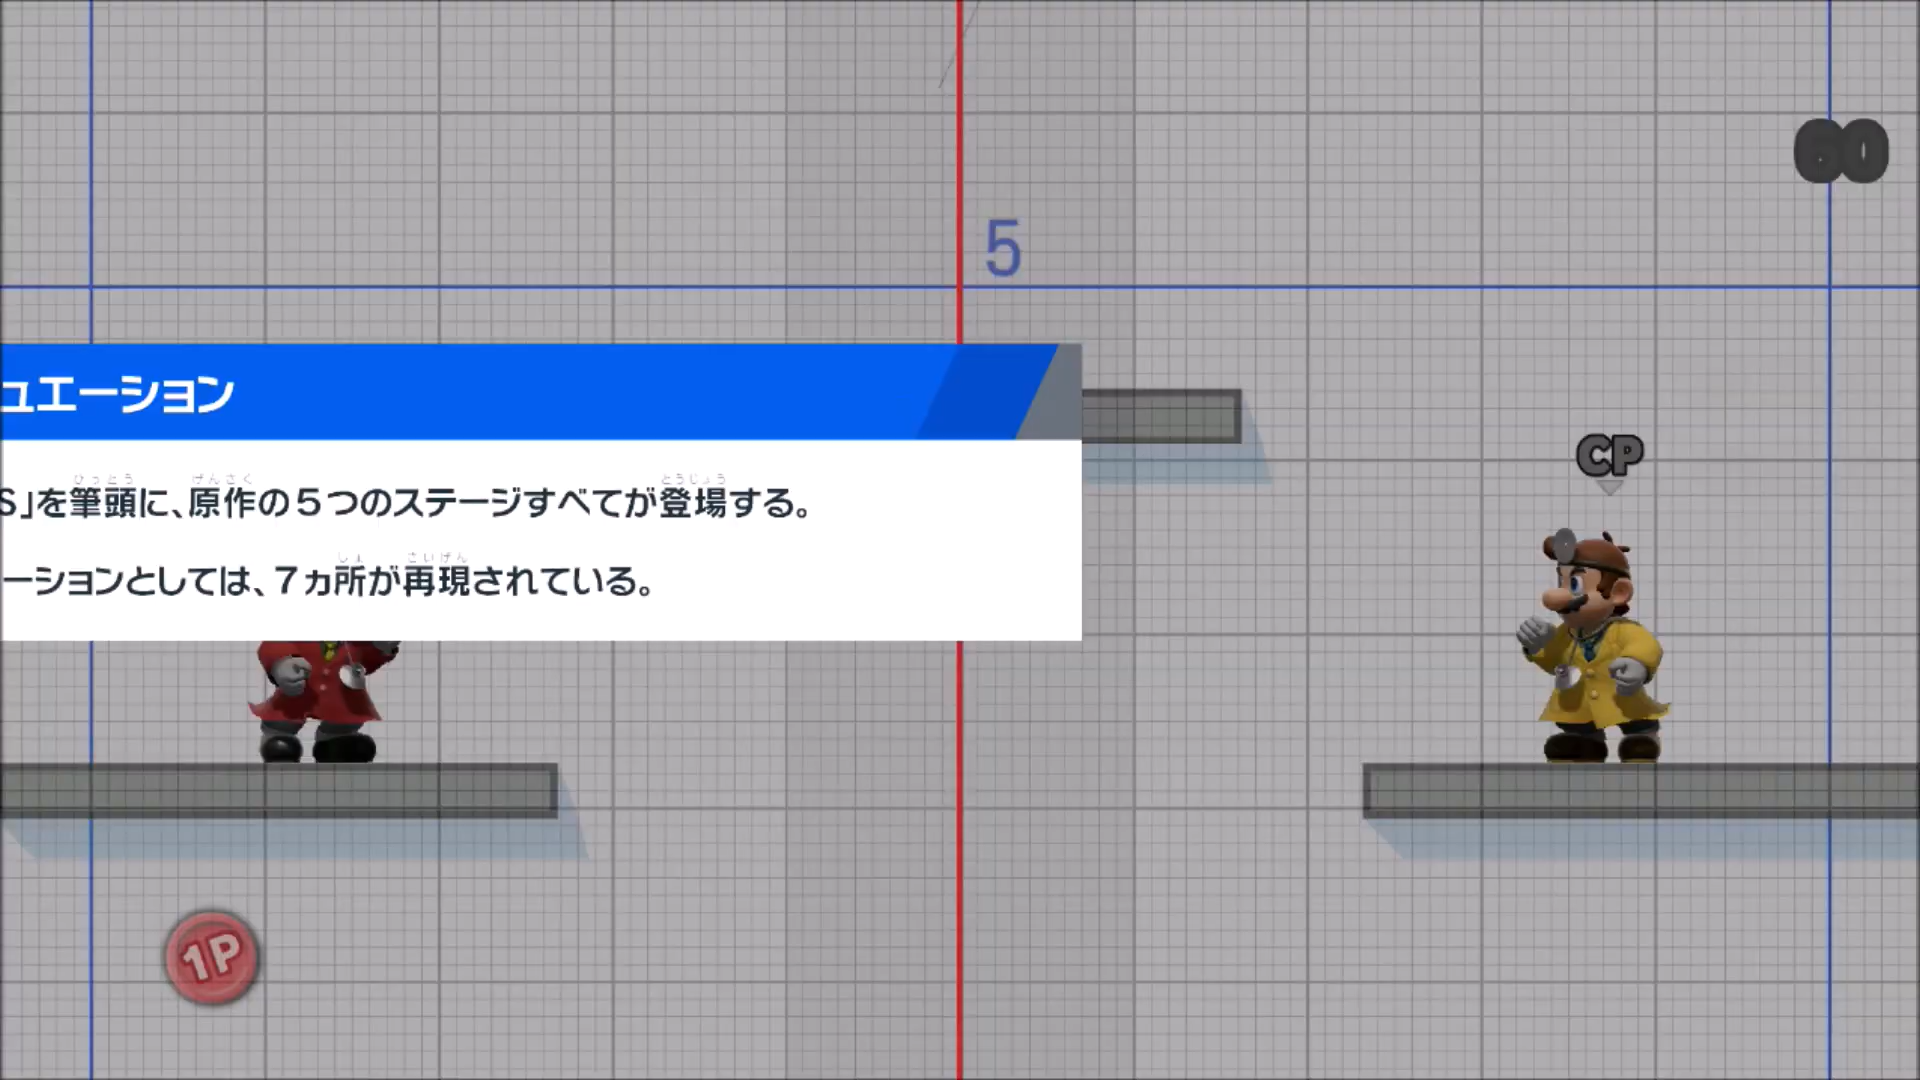 60
5
ュエーション
CP
S」を筆頭に、原作の5つのステージすべてが登場する。
ーションとしては、7ヵ所が再現されている。
1P